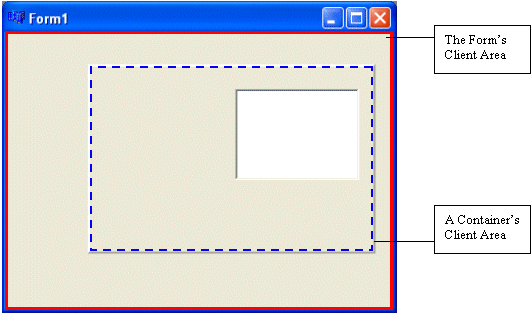 Form1
The Form's
Client Area
A Container's
Client Area